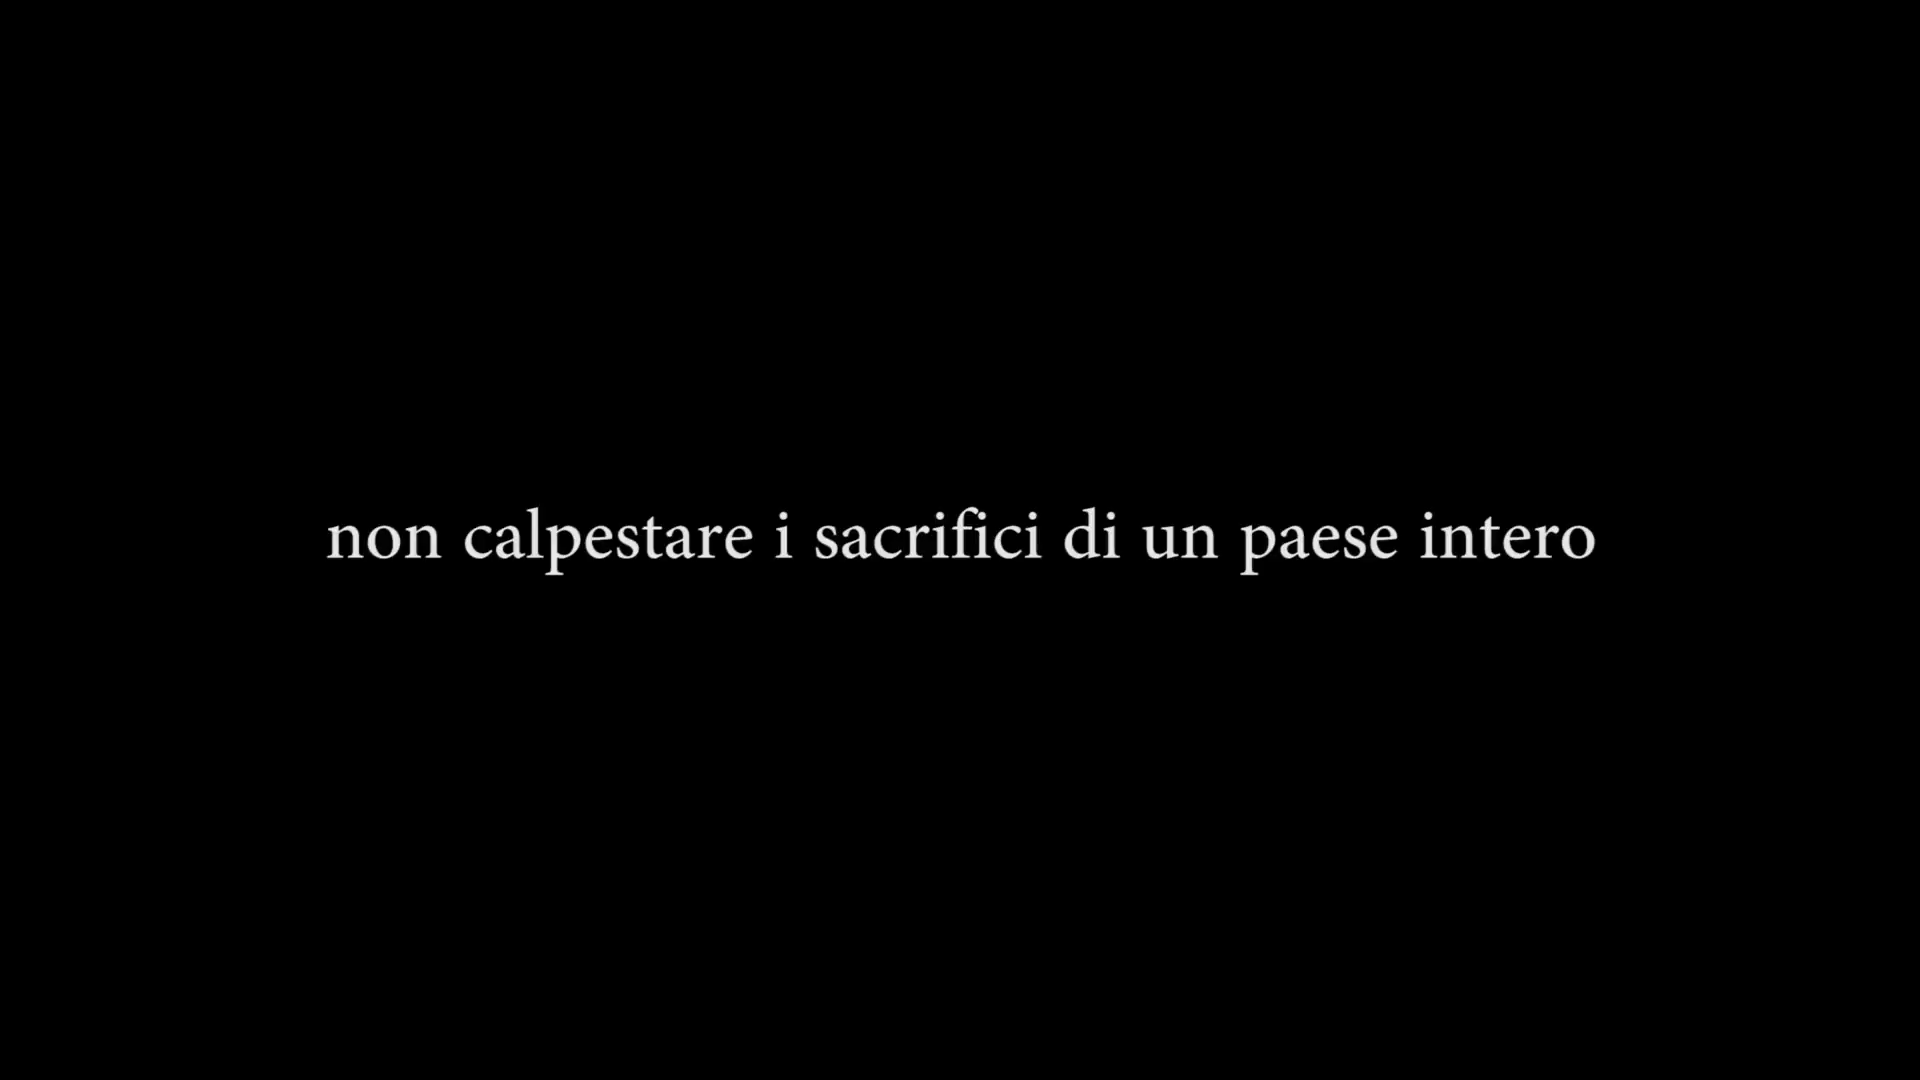 non calpestare i sacrifici di un paese intero